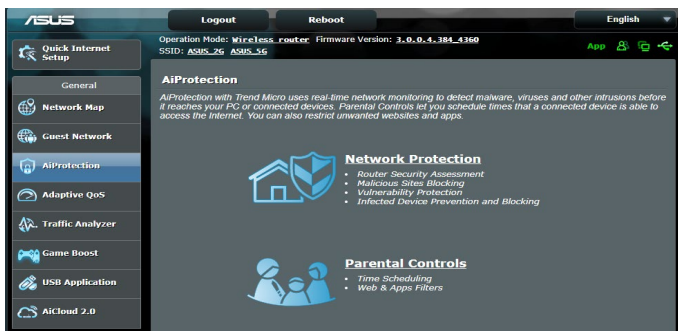 ASUS
Logout
Reboot
English
Operation Mode: Wireless router Firmware Version: 3.0.0.4.384_4360
SSID: ASUS_2G ASUS_5G
App
Quick Internet
Setup
General
Network Map
Guest Network
AiProtection
Adaptive QoS
Traffic Analyzer
Game Boost
USB Application
AiCloud 2.0
AiProtection
AiProtection with Trend Micro uses real-time network monitoring to detect malware, viruses and other intrusions before
it reaches your PC or connected devices. Parental Controls let you schedule times that a connected device is able to
access the Internet. You can also restrict unwanted websites and apps.
Network Protection
• Router Security Assessment
• Malicious Sites Blocking
• Vulnerability Protection
• Infected Device Prevention and Blocking
Parental Controls
• Time Scheduling
• Web & Apps Filters